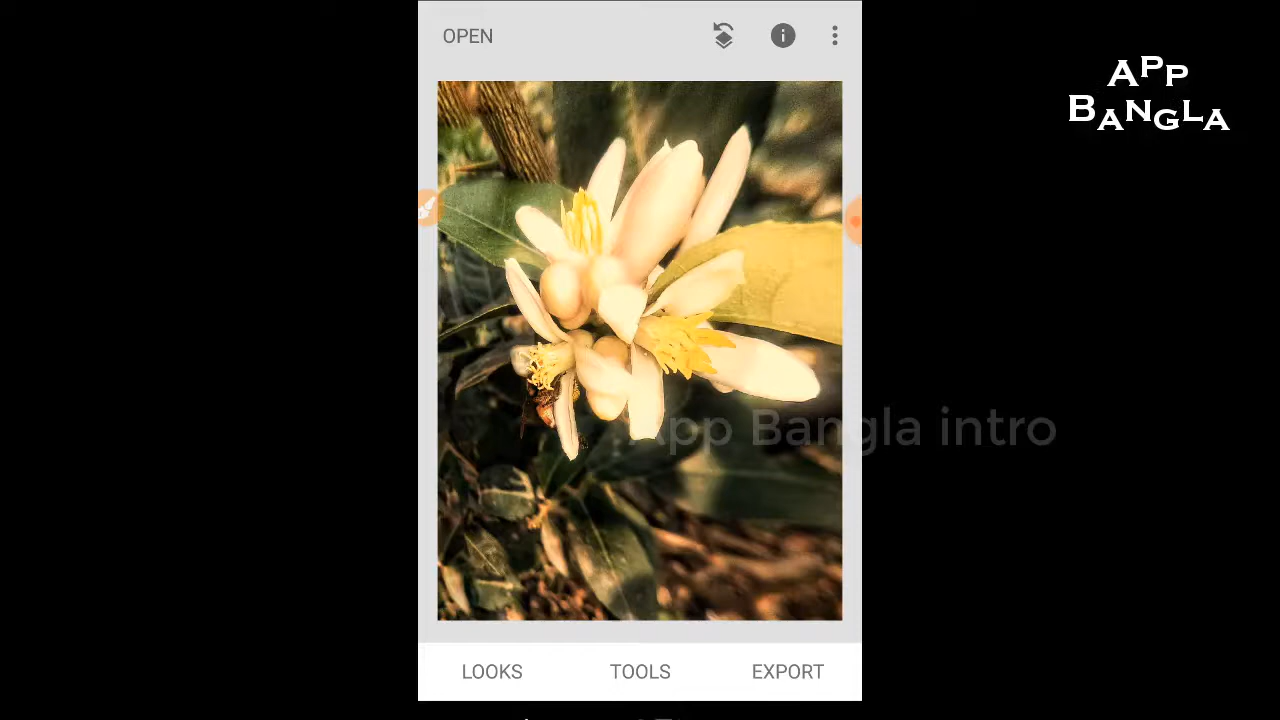 OPEN
APP
BANGLA
App Bangla intro
LOOKS
TOOLS
EXPORT